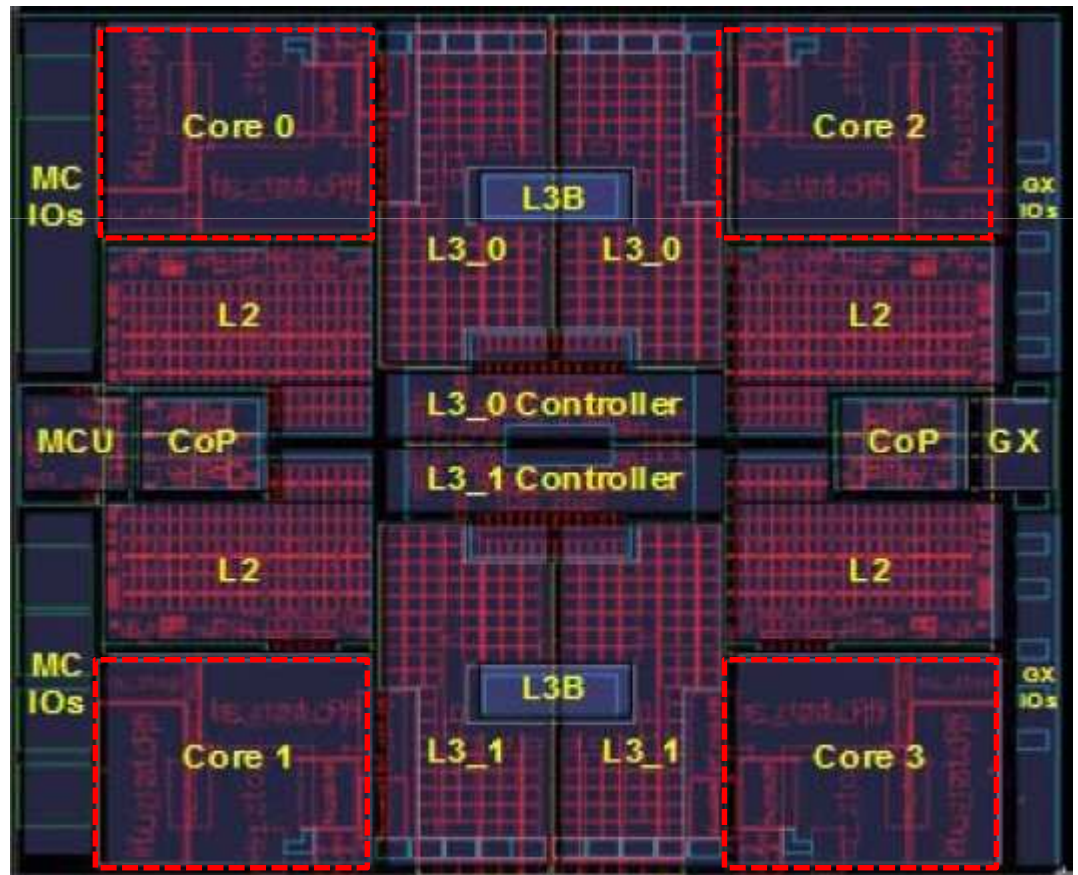 Core 0
Core 2
MC
IOs
L3B
GX
IOs
L3_0
L3_0
L2
L2
L3_0 Controller
MCU
CoP
CoP
GX
L3_1 Controller
L2
L2
MC
IOs
L3B
GX
IOs
Core 1
L3_1
L3_1
Core 3